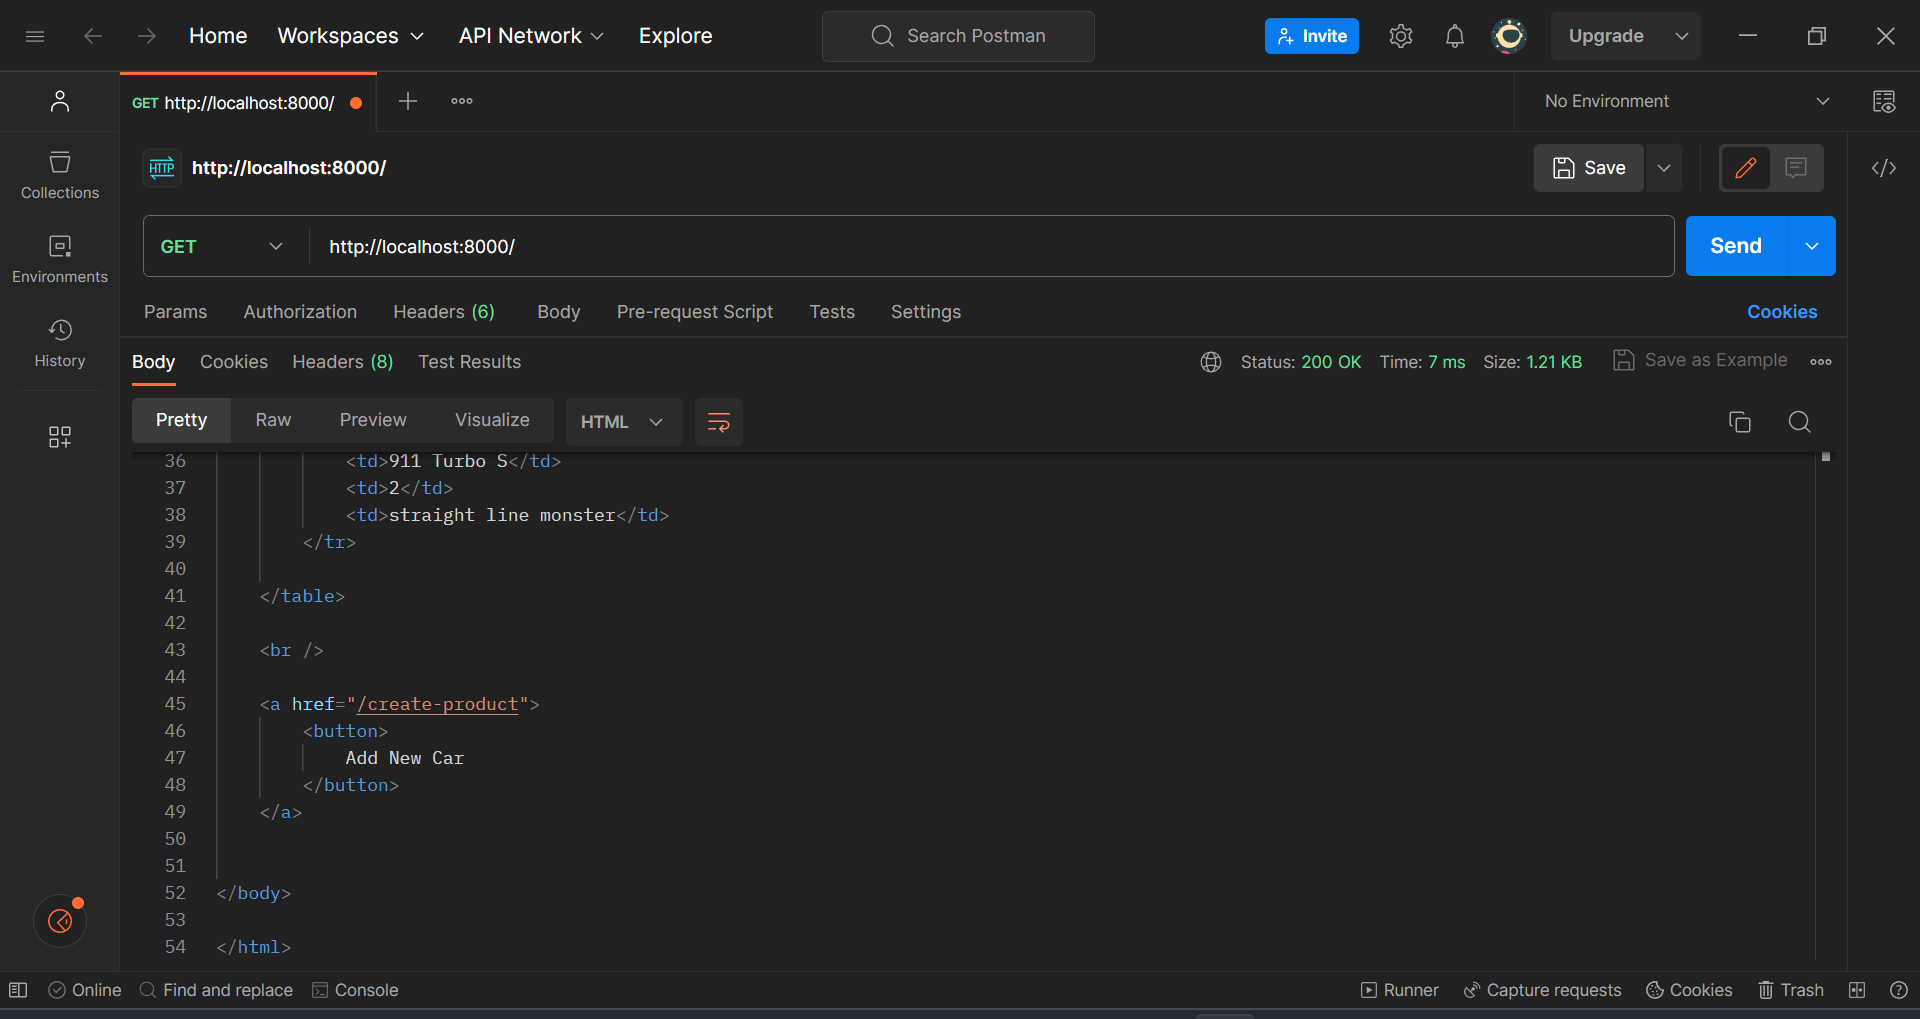 Home Workspaces API Network Explore Search Postman Invite Upgrade
GET http://localhost:8000/ No Environment
HTTP http://localhost:8000/ Save
Collections
GET http://localhost:8000/ Send
Environments
Params Authorization Headers (6) Body Pre-request Script Tests Settings Cookies
History
Body Cookies Headers (8) Test Results Status: 200 OK Time: 7 ms Size: 1.21 KB Save as Example
Pretty Raw Preview Visualize HTML
36 <td>911 Turbo S</td>
37 <td>2</td>
38 <td>straight line monster</td>
39 </tr>
40
41 </table>
42
43 <br />
44
45 <a href="/create-product">
46 <button>
47 Add New Car
48 </button>
49 </a>
50
51
52 </body>
53
54 </html>
Online Find and replace Console Runner Capture requests Cookies Trash